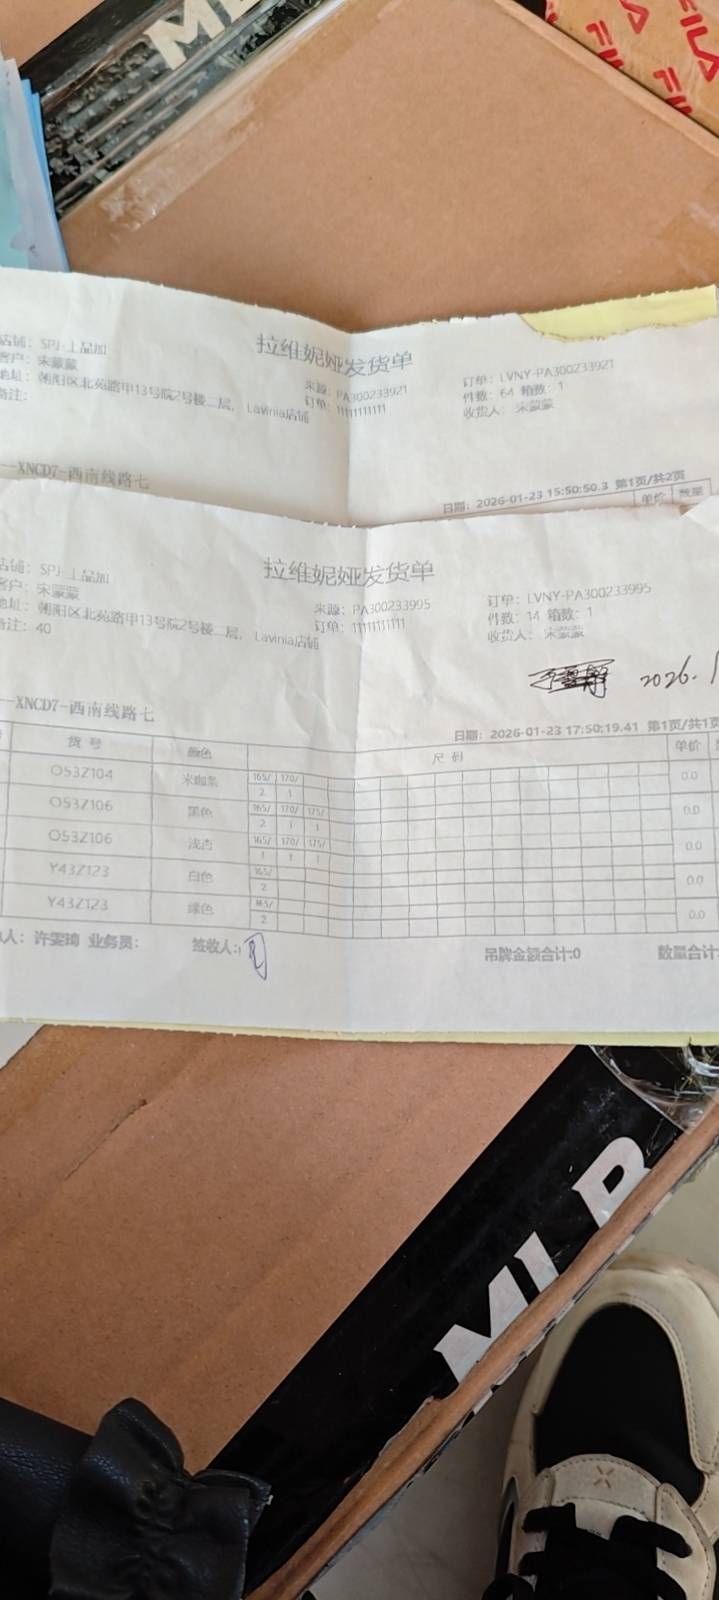 FILA
FILA
拉维妮娅发货单
店铺：SPJ-上品加
客户：宋蒙蒙
地址：朝阳区北苑路甲13号院2号楼二层，Lavinia店铺
备注：
来源：PA300233921
订单：11111111111
订单：LVNY-PA300233921
件数：64 箱数：1
收货人：宋蒙蒙
--XNCD7-西南线路七
日期：2026-01-23 15:50:50.3 第1页/共2页
单价 数量
拉维妮娅发货单
店铺：SPJ-上品加
客户：宋蒙蒙
地址：朝阳区北苑路甲13号院2号楼二层，Lavinia店铺
备注：40
来源：PA300233995
订单：11111111111
订单：LVNY-PA300233995
件数：14 箱数：1
收货人：宋蒙蒙
2026.
--XNCD7-西南线路七
日期：2026-01-23 17:50:19.41 第1页/共1页
货号 颜色 尺码 单价
O53Z104 米咖条 165/ 170/ 0.0
2 1
O53Z106 黑色 165/ 170/ 175/ 0.0
2 1 1
O53Z106 浅杏 165/ 170/ 175/ 0.0
1 1 1
Y43Z123 白色 165/ 0.0
2
Y43Z123 绿色 165/ 0.0
2
人：许雯琦 业务员： 签收人： 吊牌金额合计:0 数量合计:
MLB